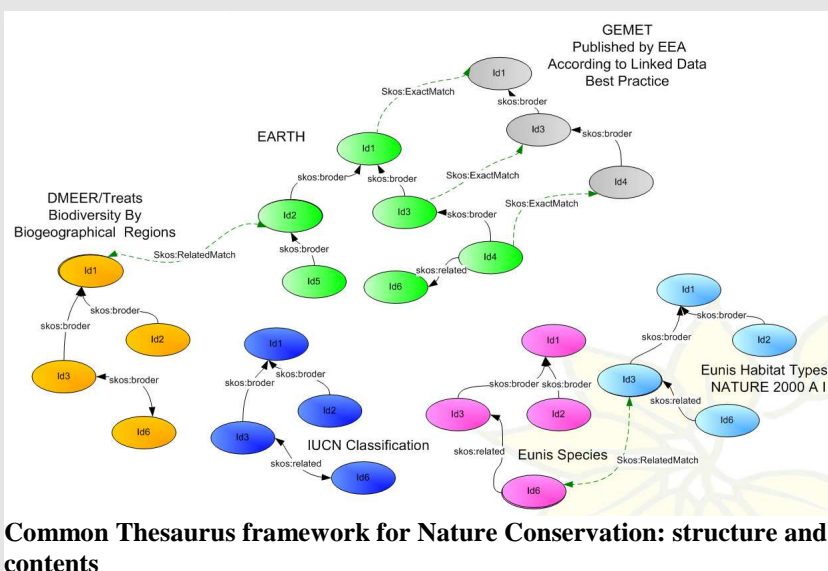 GEMET
Published by EEA
According to Linked Data
Best Practice
Id1
Skos:ExactMatch
skos:broder
Id3
skos:broder
EARTH
Id1
Skos:ExactMatch
Id4
skos:broder
skos:broder
Skos:ExactMatch
DMEER/Treats
Biodiversity By
Biogeographical Regions
Id2
Id3
skos:broder
Skos:RelatedMatch
skos:broder
Id4
Id1
skos:related
Id5
Id6
Id1
skos:broder
skos:broder
skos:broder
Id2
Id1
Id1
Id2
skos:broder
Eunis Habitat Types
NATURE 2000 A I
Id3
skos:broder
skos:broder
skos:broder
skos:broder
skos:broder
Id3
Id2
Id3
Id2
skos:related
Id6
Id6
Id3
IUCN Classification
skos:related
Eunis Species
skos:related
Skos:RelatedMatch
Id6
Id6
Common Thesaurus framework for Nature Conservation: structure and
contents